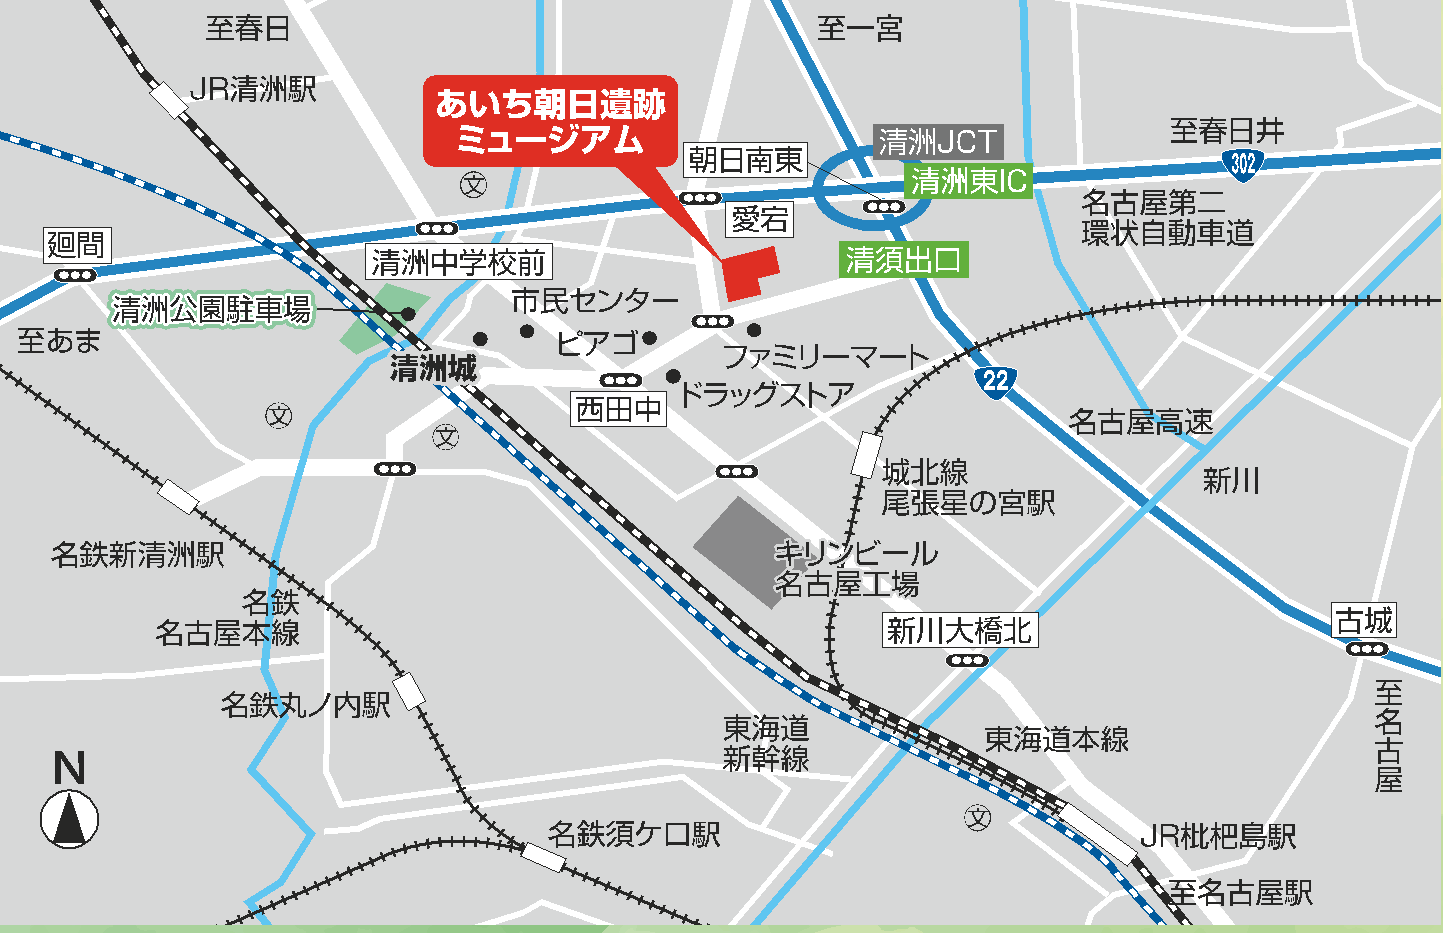 至春日
至一宮
JR清洲駅
あいち朝日遺跡
ミュージアム
文
朝日南東
清洲JCT
清洲東IC
至春日井
302
名古屋第二
環状自動車道
愛宕
廻間
清洲中学校前
清須出口
清洲公園駐車場
市民センター
至あま
ピアゴ
ファミリーマート
清洲城
ドラッグストア
西田中
22
文
文
名古屋高速
新川
城北線
尾張星の宮駅
名鉄新清洲駅
キリンビール
名古屋工場
名鉄
名古屋本線
新川大橋北
古城
名鉄丸ノ内駅
東海道
新幹線
東海道本線
至名古屋
N
文
名鉄須ケ口駅
JR枇杷島駅
至名古屋駅